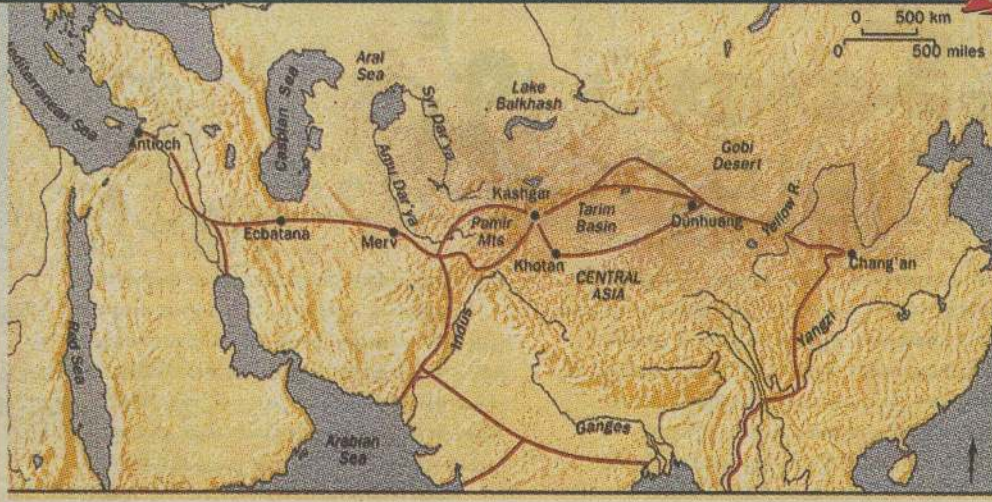 0 500 km
0 500 miles
Mediterranean Sea
Antioch
Red Sea
Caspian Sea
Ecbatana
Aral
Sea
Syr Dar'ya
Amu Dar'ya
Merv
Lake
Balkhash
Kashgar
Pamir
Mts
Khotan
Tarim
Basin
CENTRAL
ASIA
Gobi
Desert
Dunhuang
Yellow R.
Chang'an
Yangzi
Indus
Ganges
Arabian
Sea